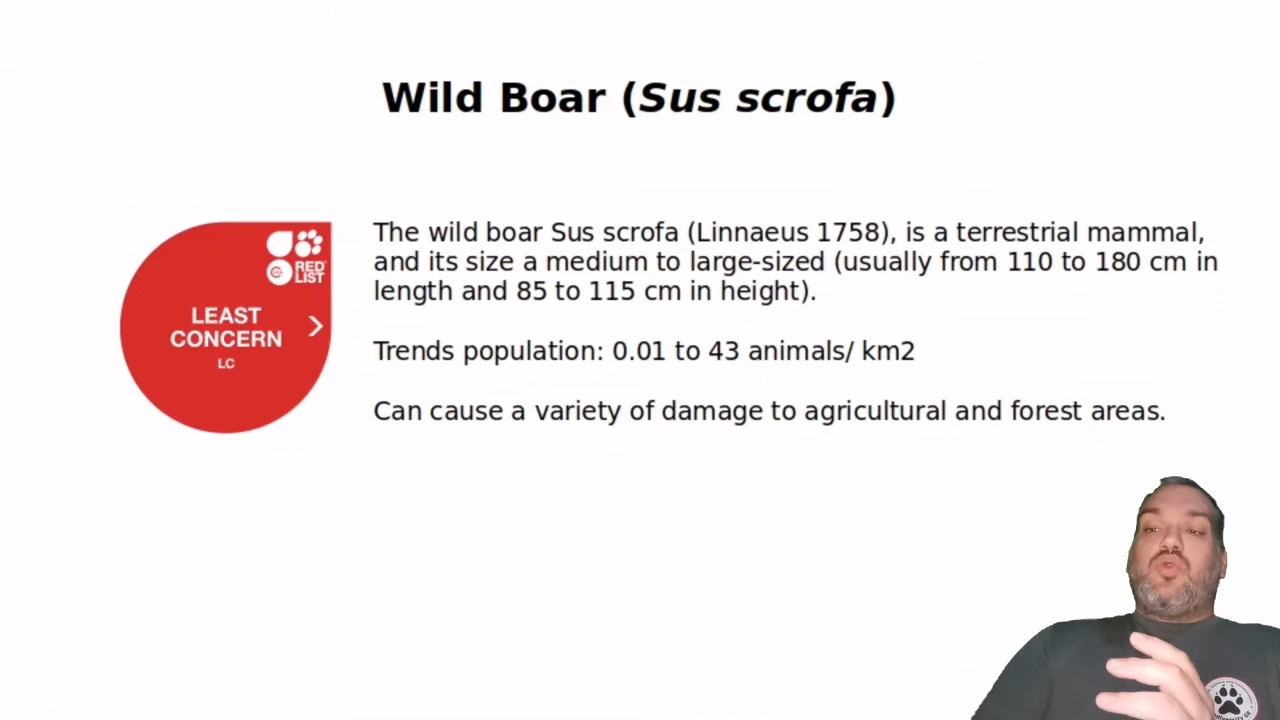 Wild Boar (Sus scrofa)
RED
LIST
LEAST
CONCERN
LC
The wild boar Sus scrofa (Linnaeus 1758), is a terrestrial mammal,
and its size a medium to large-sized (usually from 110 to 180 cm in
length and 85 to 115 cm in height).
Trends population: 0.01 to 43 animals/ km2
Can cause a variety of damage to agricultural and forest areas.